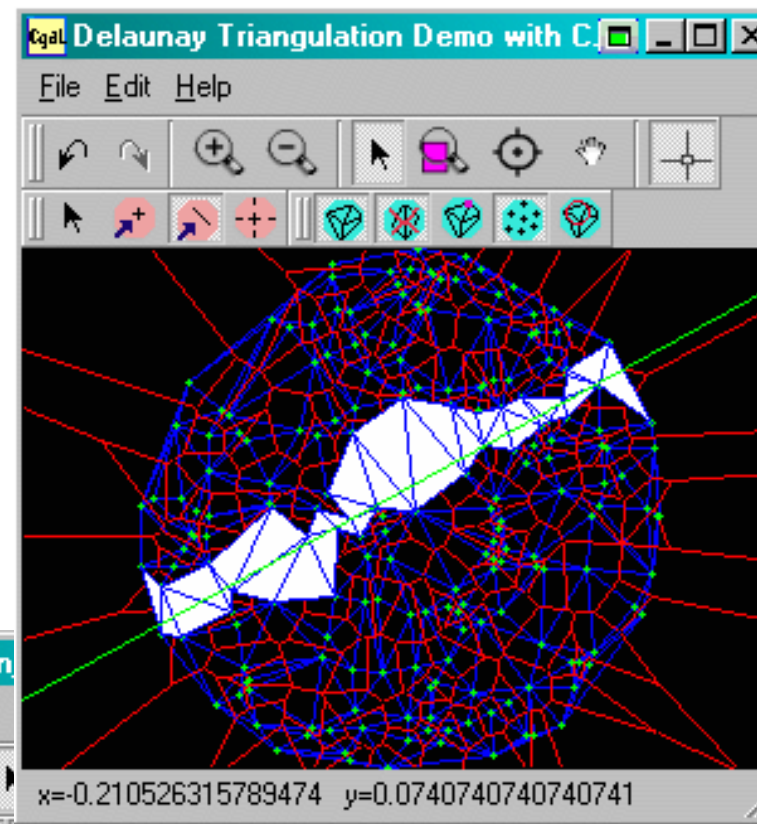 CgaL Delaunay Triangulation Demo with C.
File Edit Help
x=-0.210526315789474 y=0.0740740740740741